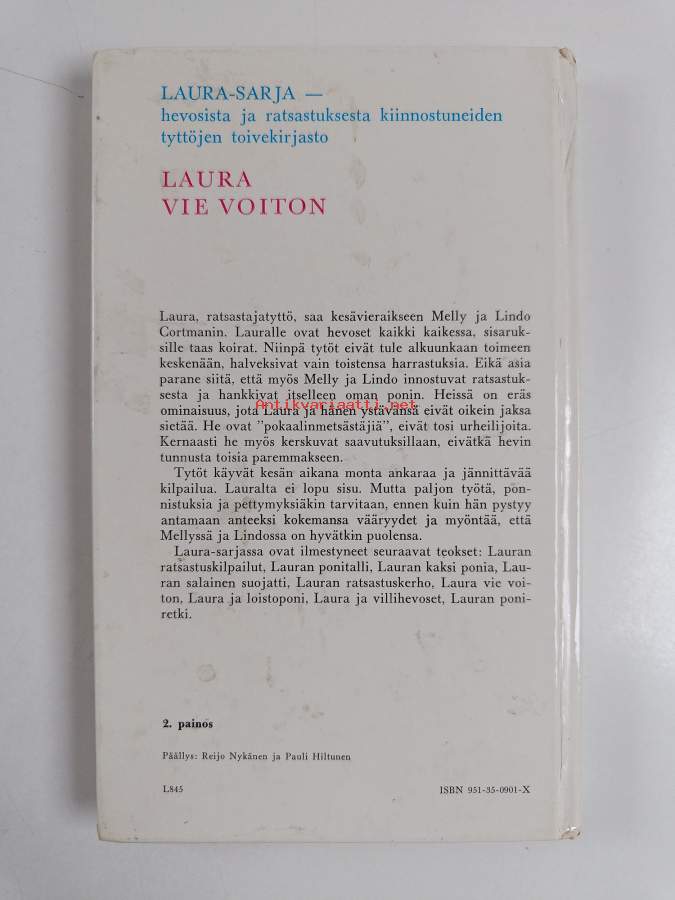 LAURA-SARJA —
hevosista ja ratsastuksesta kiinnostuneiden
tyttöjen toivekirjasto
LAURA
VIE VOITON
Laura, ratsastajatyttö, saa kesävieraikseen Melly ja Lindo
Cortmanin. Lauralle ovat hevoset kaikki kaikessa, sisaruk-
sille taas koirat. Niinpä tytöt eivät tule alkuunkaan toimeen
keskenään, halveksivat vain toistensa harrastuksia. Eikä asia
parane siitä, että myös Melly ja Lindo innostuvat ratsastuk-
sesta ja hankkivat itselleen oman ponin. Heissä on eräs
Antikvariaatti.net
ominaisuus, jota Laura ja hänen ystävänsä eivät oikein jaksa
sietää. He ovat "pokaalinmetsästäjiä", eivät tosi urheilijoita.
Kernaasti he myös kerskuvat saavutuksillaan, eivätkä hevin
tunnusta toisia paremmakseen.
Tytöt käyvät kesän aikana monta ankaraa ja jännittävää
kilpailua. Lauralta ei lopu sisu. Mutta paljon työtä, pon-
nistuksia ja pettymyksiäkin tarvitaan, ennen kuin hän pystyy
antamaan anteeksi kokemansa vääryydet ja myöntää, että
Mellyssä ja Lindossa on hyvätkin puolensa.
Laura-sarjassa ovat ilmestyneet seuraavat teokset: Lauran
ratsastuskilpailut, Lauran ponitalli, Lauran kaksi ponia, Lau-
ran salainen suojatti, Lauran ratsastuskerho, Laura vie voi-
ton, Laura ja loistoponi, Laura ja villihevoset, Lauran poni-
retki.
2. painos
Päällys: Reijo Nykänen ja Pauli Hiltunen
L845 ISBN 951-35-0901-X